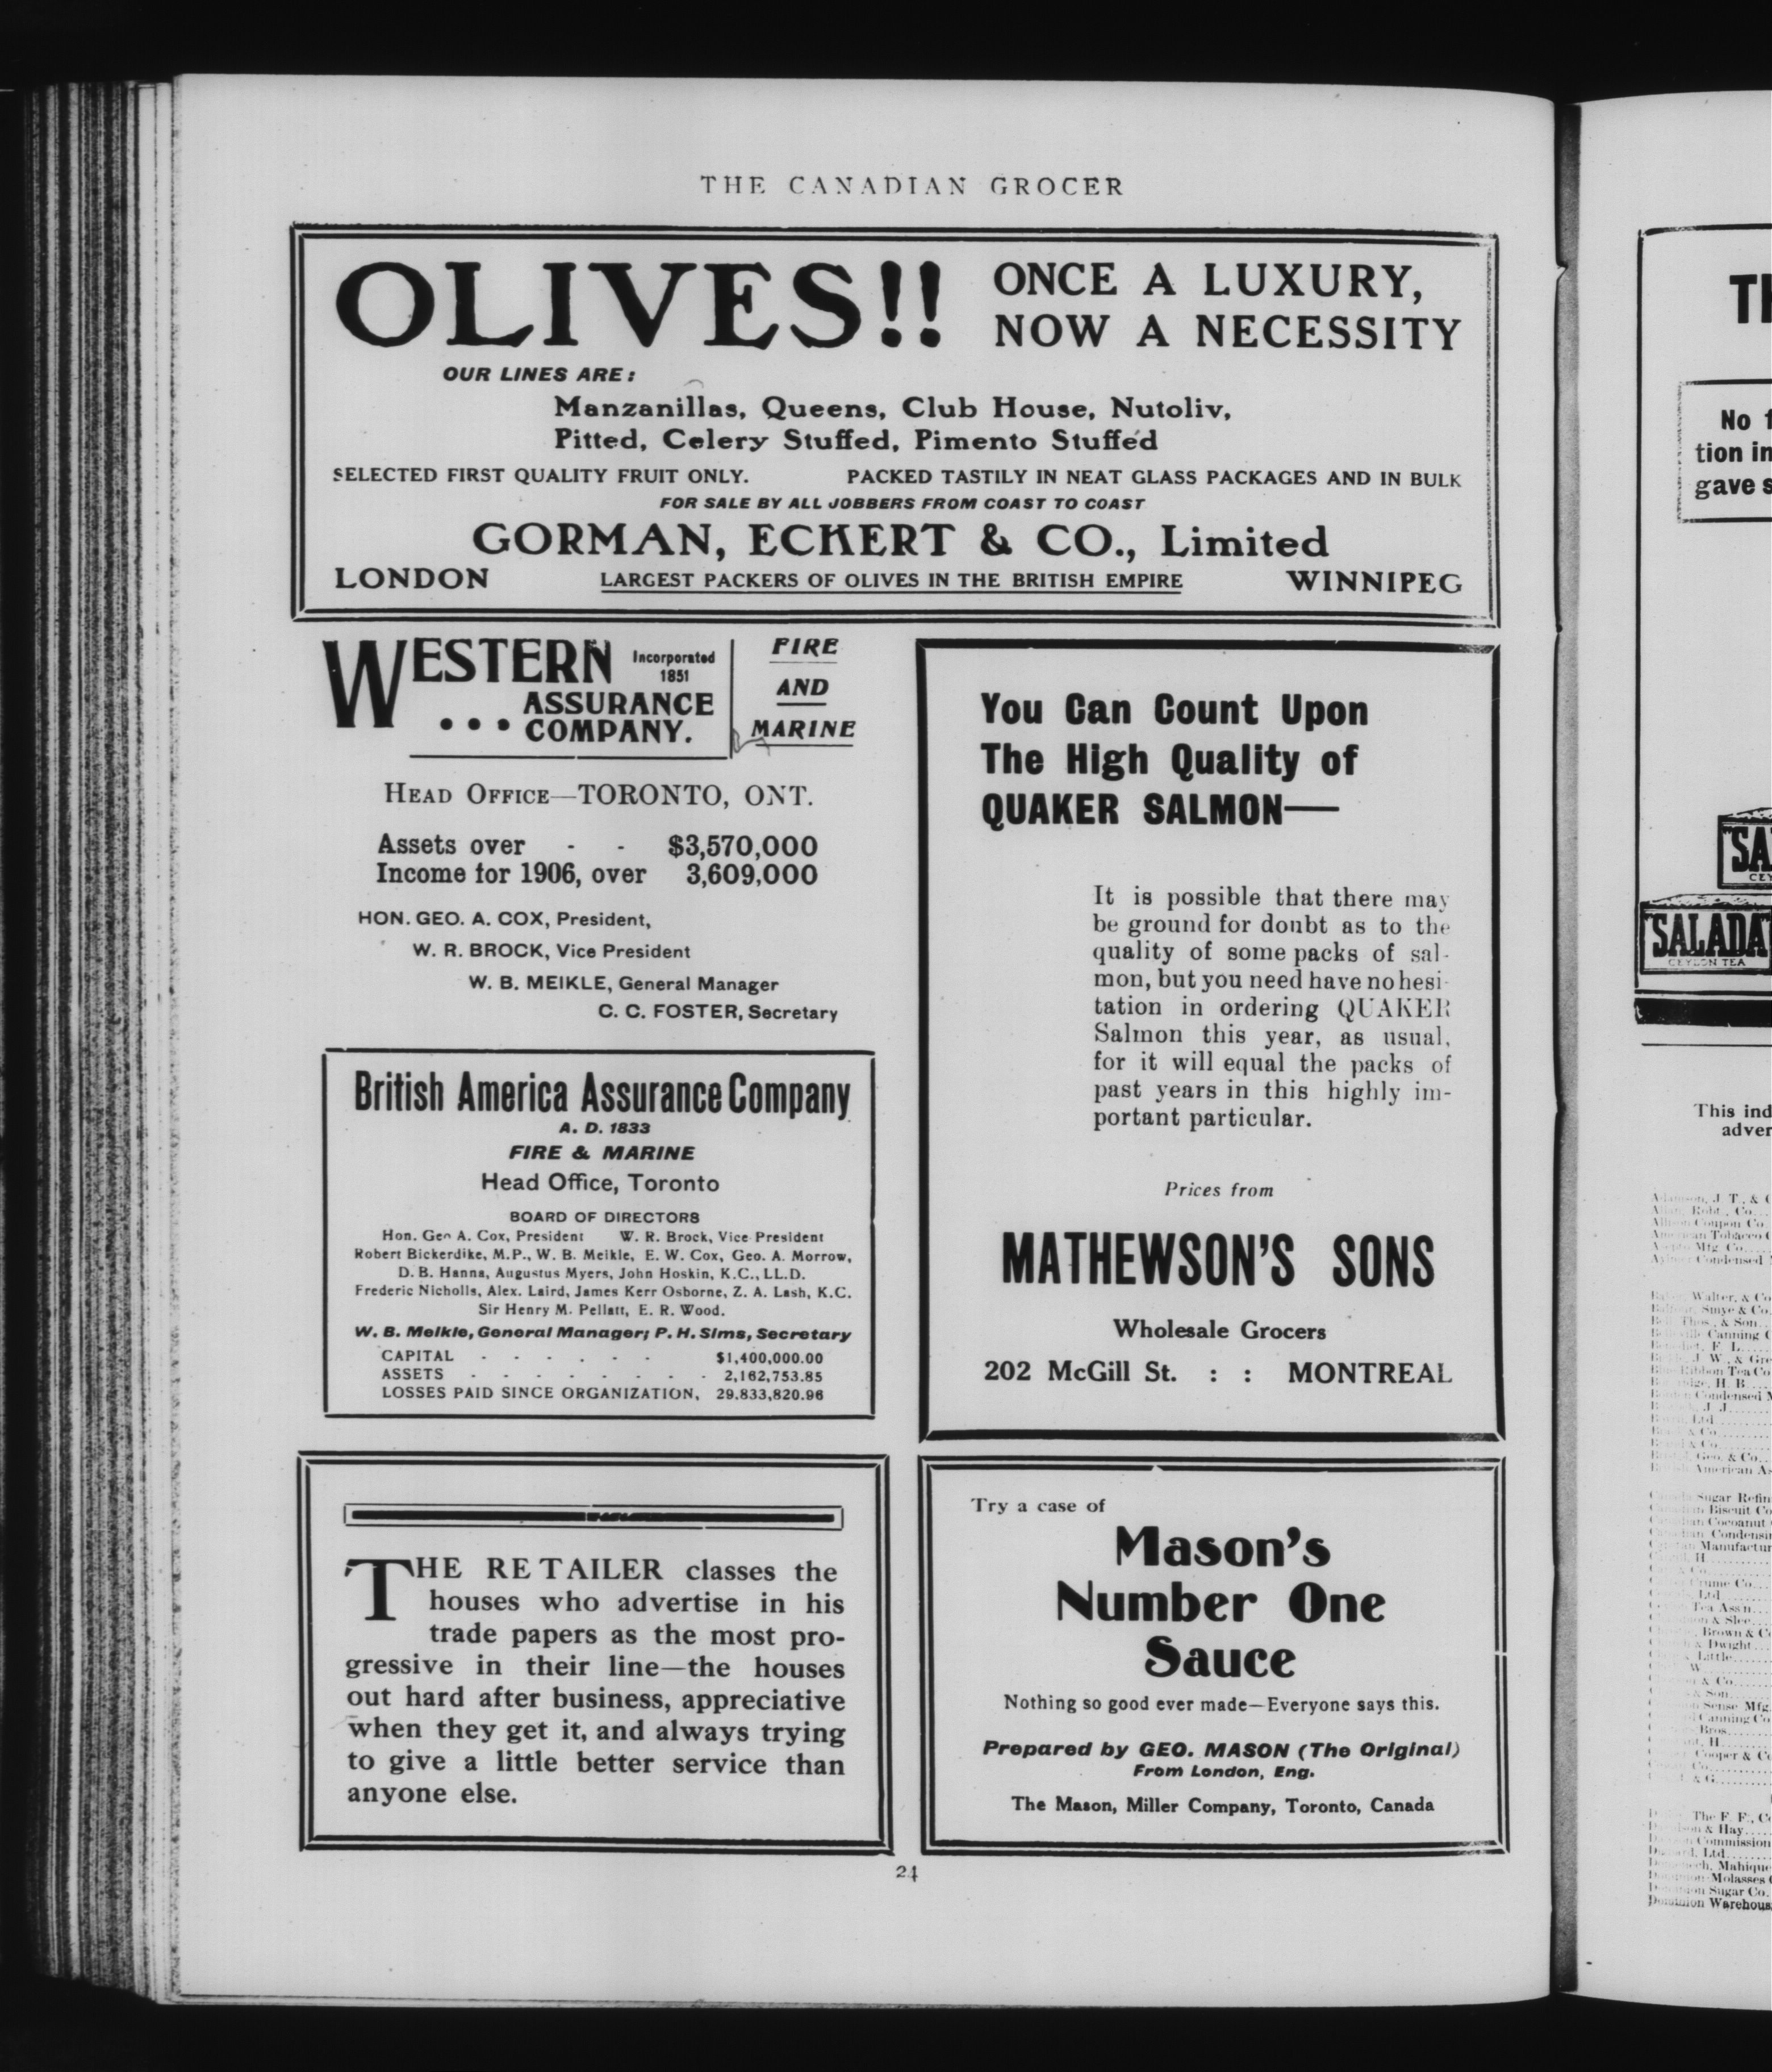 THE CANADIAN GROCER
OLIVES!! ONCE A LUXURY,
NOW A NECESSITY
OUR LINES ARE:
Manzanillas, Queens, Club House, Nutoliv,
Pitted, Celery Stuffed, Pimento Stuffed
SELECTED FIRST QUALITY FRUIT ONLY. PACKED TASTILY IN NEAT GLASS PACKAGES AND IN BULK
FOR SALE BY ALL JOBBERS FROM COAST TO COAST
GORMAN, ECKERT & CO., Limited
LONDON LARGEST PACKERS OF OLIVES IN THE BRITISH EMPIRE WINNIPEG
WESTERN Incorporated
1851
... ASSURANCE
COMPANY.
FIRE
AND
MARINE
HEAD OFFICE—TORONTO, ONT.
Assets over - - $3,570,000
Income for 1906, over 3,609,000
HON. GEO. A. COX, President,
W. R. BROCK, Vice President
W. B. MEIKLE, General Manager
C. C. FOSTER, Secretary
British America Assurance Company
A. D. 1833
FIRE & MARINE
Head Office, Toronto
BOARD OF DIRECTORS
Hon. Geo A. Cox, President W. R. Brock, Vice-President
Robert Bickerdike, M.P., W. B. Meikle, E. W. Cox, Geo. A. Morrow,
D. B. Hanna, Augustus Myers, John Hoskin, K.C., LL.D.
Frederic Nicholls, Alex. Laird, James Kerr Osborne, Z. A. Lash, K.C.
Sir Henry M. Pellatt, E. R. Wood.
W. B. Meikle, General Manager; P. H. Sims, Secretary
CAPITAL - - - - - - $1,400,000.00
ASSETS - - - - - - - - 2,162,753.85
LOSSES PAID SINCE ORGANIZATION, 29.833,820.96
THE RETAILER classes the
houses who advertise in his
trade papers as the most pro-
gressive in their line—the houses
out hard after business, appreciative
when they get it, and always trying
to give a little better service than
anyone else.
You Can Count Upon
The High Quality of
QUAKER SALMON—
It is possible that there may
be ground for doubt as to the
quality of some packs of sal-
mon, but you need have no hesi-
tation in ordering QUAKER
Salmon this year, as usual,
for it will equal the packs of
past years in this highly im-
portant particular.
Prices from
MATHEWSON'S SONS
Wholesale Grocers
202 McGill St. : : MONTREAL
Try a case of
Mason's
Number One
Sauce
Nothing so good ever made—Everyone says this.
Prepared by GEO. MASON (The Original)
From London, Eng.
The Mason, Miller Company, Toronto, Canada
24
No
tion in
gave
SALADA
CEYLON TEA
This